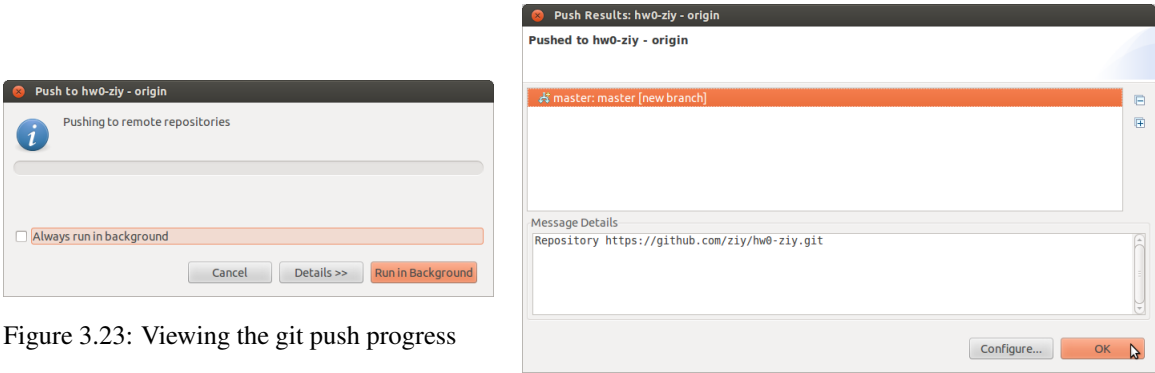 Push to hw0-ziy - origin
Pushing to remote repositories
Always run in background
Cancel
Details >>
Run in Background
Figure 3.23: Viewing the git push progress
Push Results: hw0-ziy - origin
Pushed to hw0-ziy - origin
master: master [new branch]
Message Details
Repository https://github.com/ziy/hw0-ziy.git
Configure...
OK